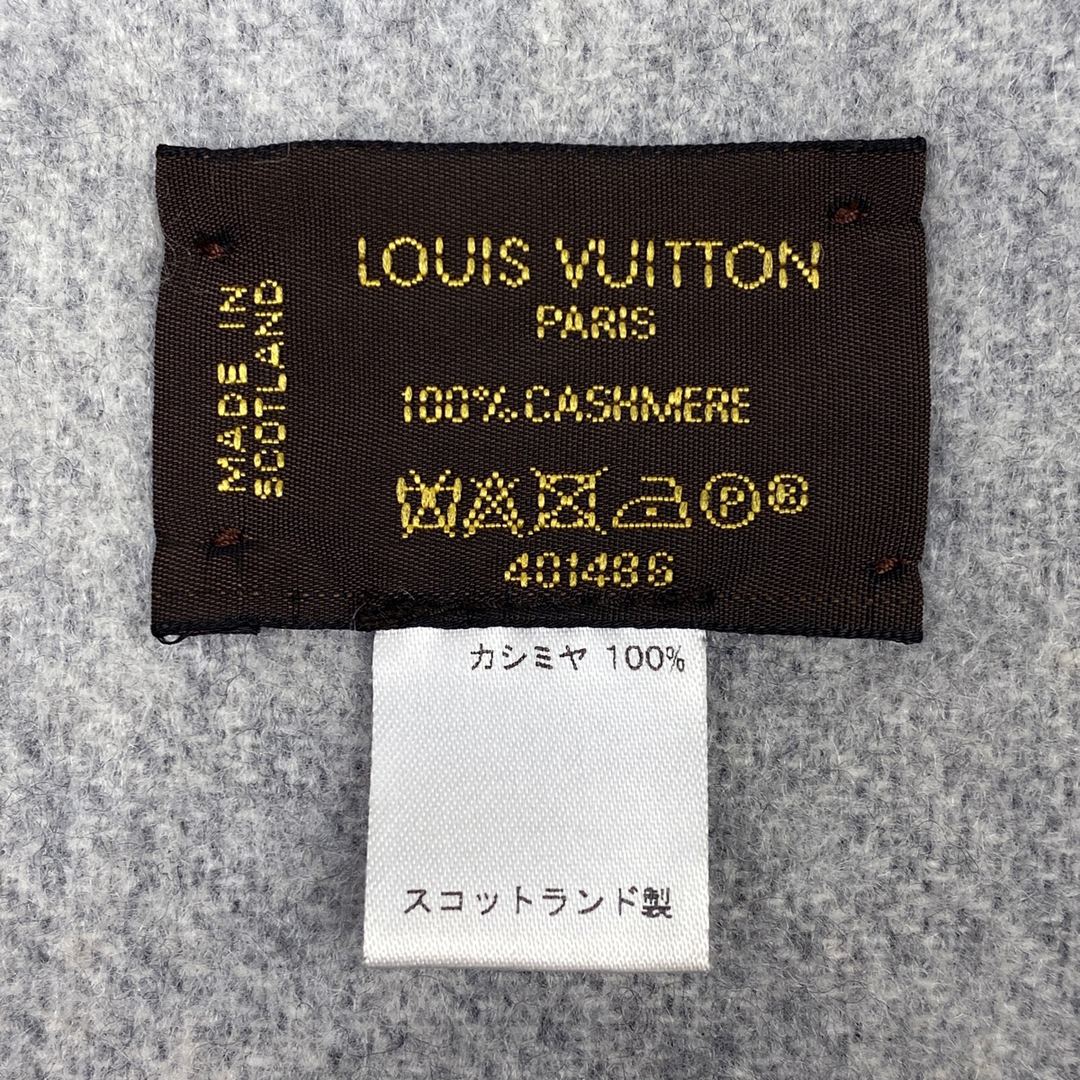 MADE IN
SCOTLAND
LOUIS VUITTON
PARIS
100% CASHMERE
P ®
401486
カシミヤ 100%
スコットランド製